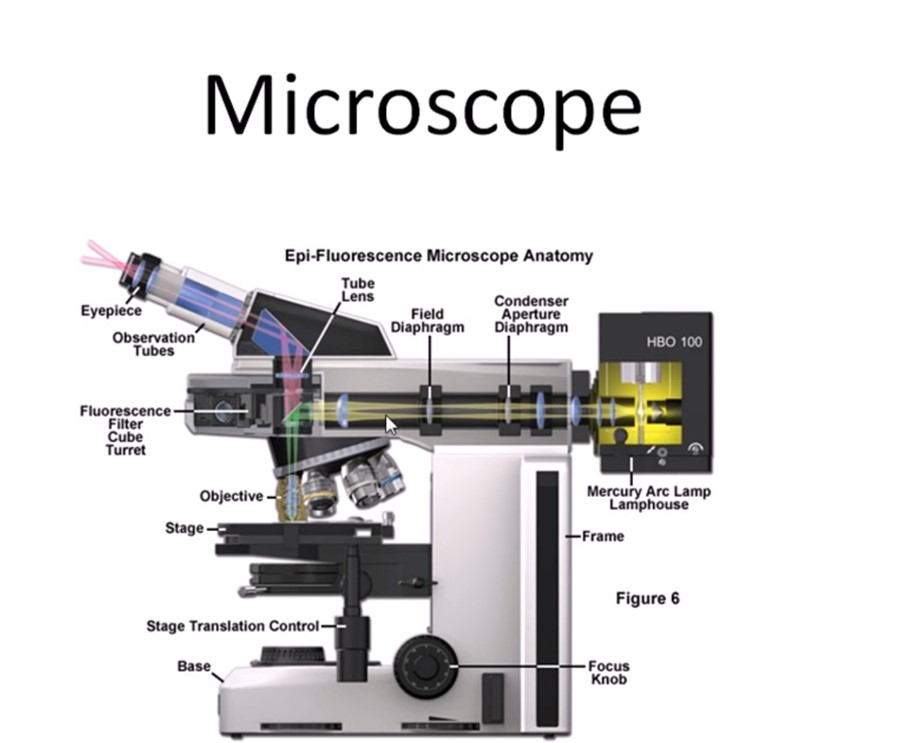 Microscope
Epi-Fluorescence Microscope Anatomy
Tube
Lens
Condenser
Aperture
Diaphragm
Field
Diaphragm
Eyepiece
Observation
Tubes
HBO 100
Fluorescence
Filter
Cube
Turret
Objective
Mercury Arc Lamp
Lamphouse
Stage
Frame
Figure 6
Stage Translation Control
Base
Focus
Knob